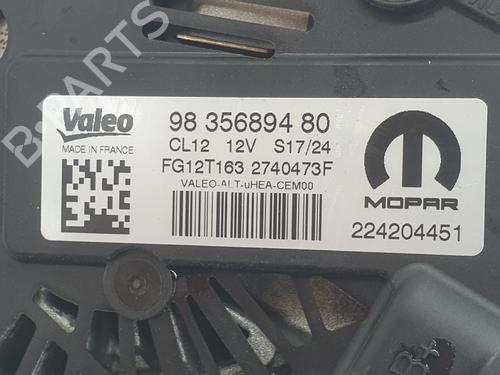 Valeo
MADE IN FRANCE
98 356894 80
CL12 12V S17/24
FG12T163 2740473F
VALEO-ALT-uHEA-CEM00
MOPAR
224204451
B-PARTS
B+